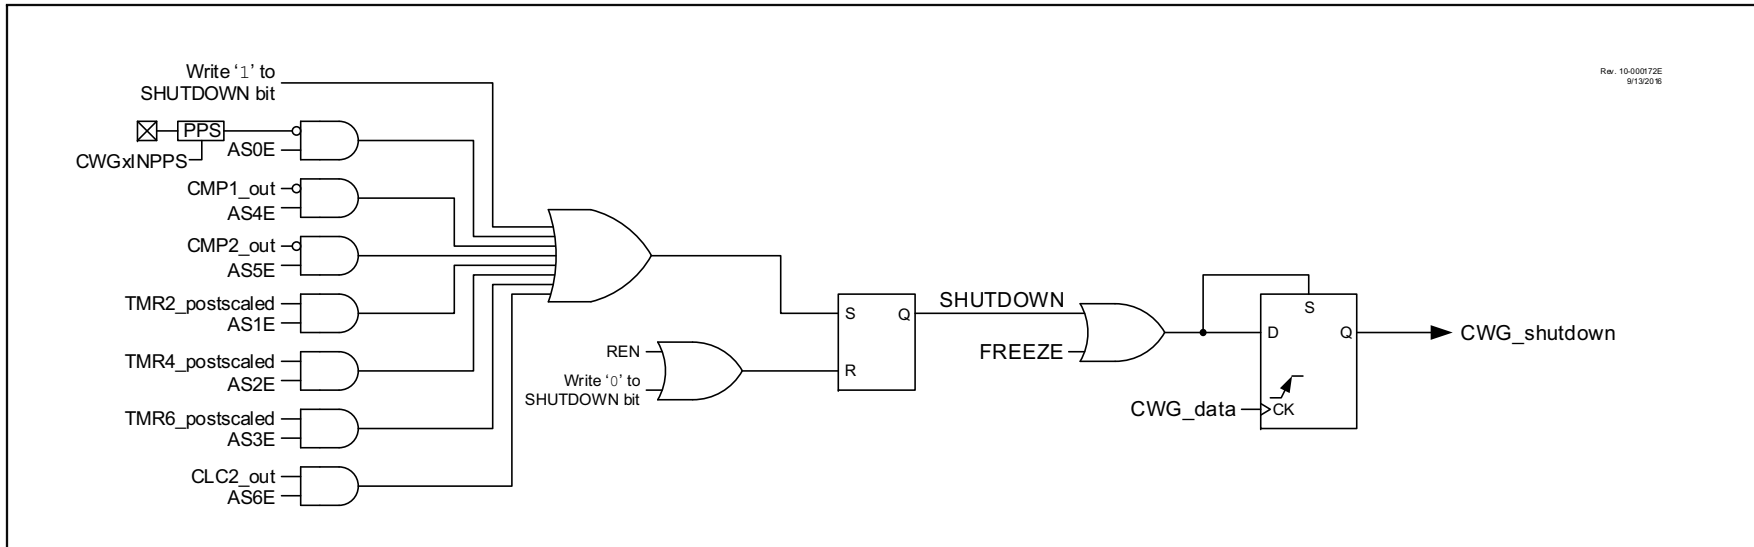 Rev. 10-000172E
9/13/2016
Write ‘1’ to
SHUTDOWN bit
PPS
CWGxINPPS
AS0E
CMP1_out
AS4E
CMP2_out
AS5E
TMR2_postscaled
AS1E
TMR4_postscaled
AS2E
TMR6_postscaled
AS3E
CLC2_out
AS6E
REN
Write ‘0’ to
SHUTDOWN bit
S
Q
R
SHUTDOWN
FREEZE
S
D
Q
CK
CWG_data
CWG_shutdown